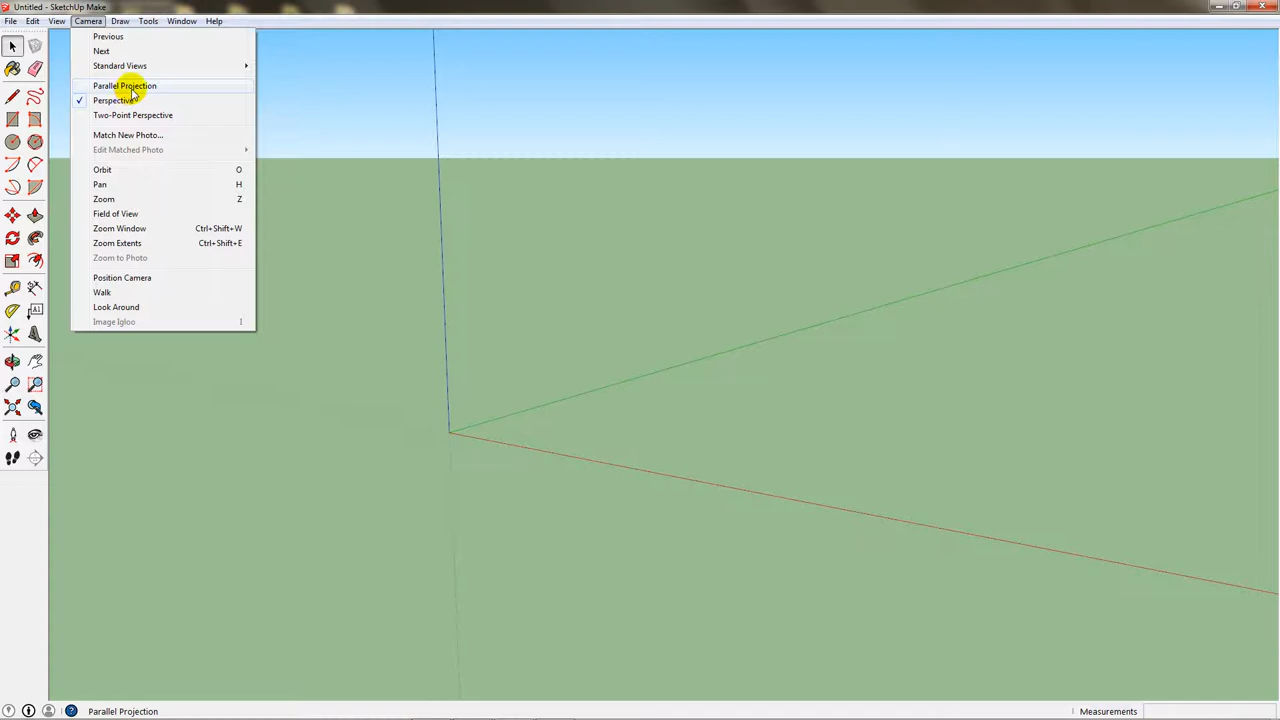 Untitled - SketchUp Make
File Edit View Camera Draw Tools Window Help
Previous
Next
Standard Views
Parallel Projection
Perspective
Two-Point Perspective
Match New Photo...
Edit Matched Photo
Orbit O
Pan H
Zoom Z
Field of View
Zoom Window Ctrl+Shift+W
Zoom Extents Ctrl+Shift+E
Zoom to Photo
Position Camera
Walk
Look Around
Image Igloo I
A1
Parallel Projection
Measurements